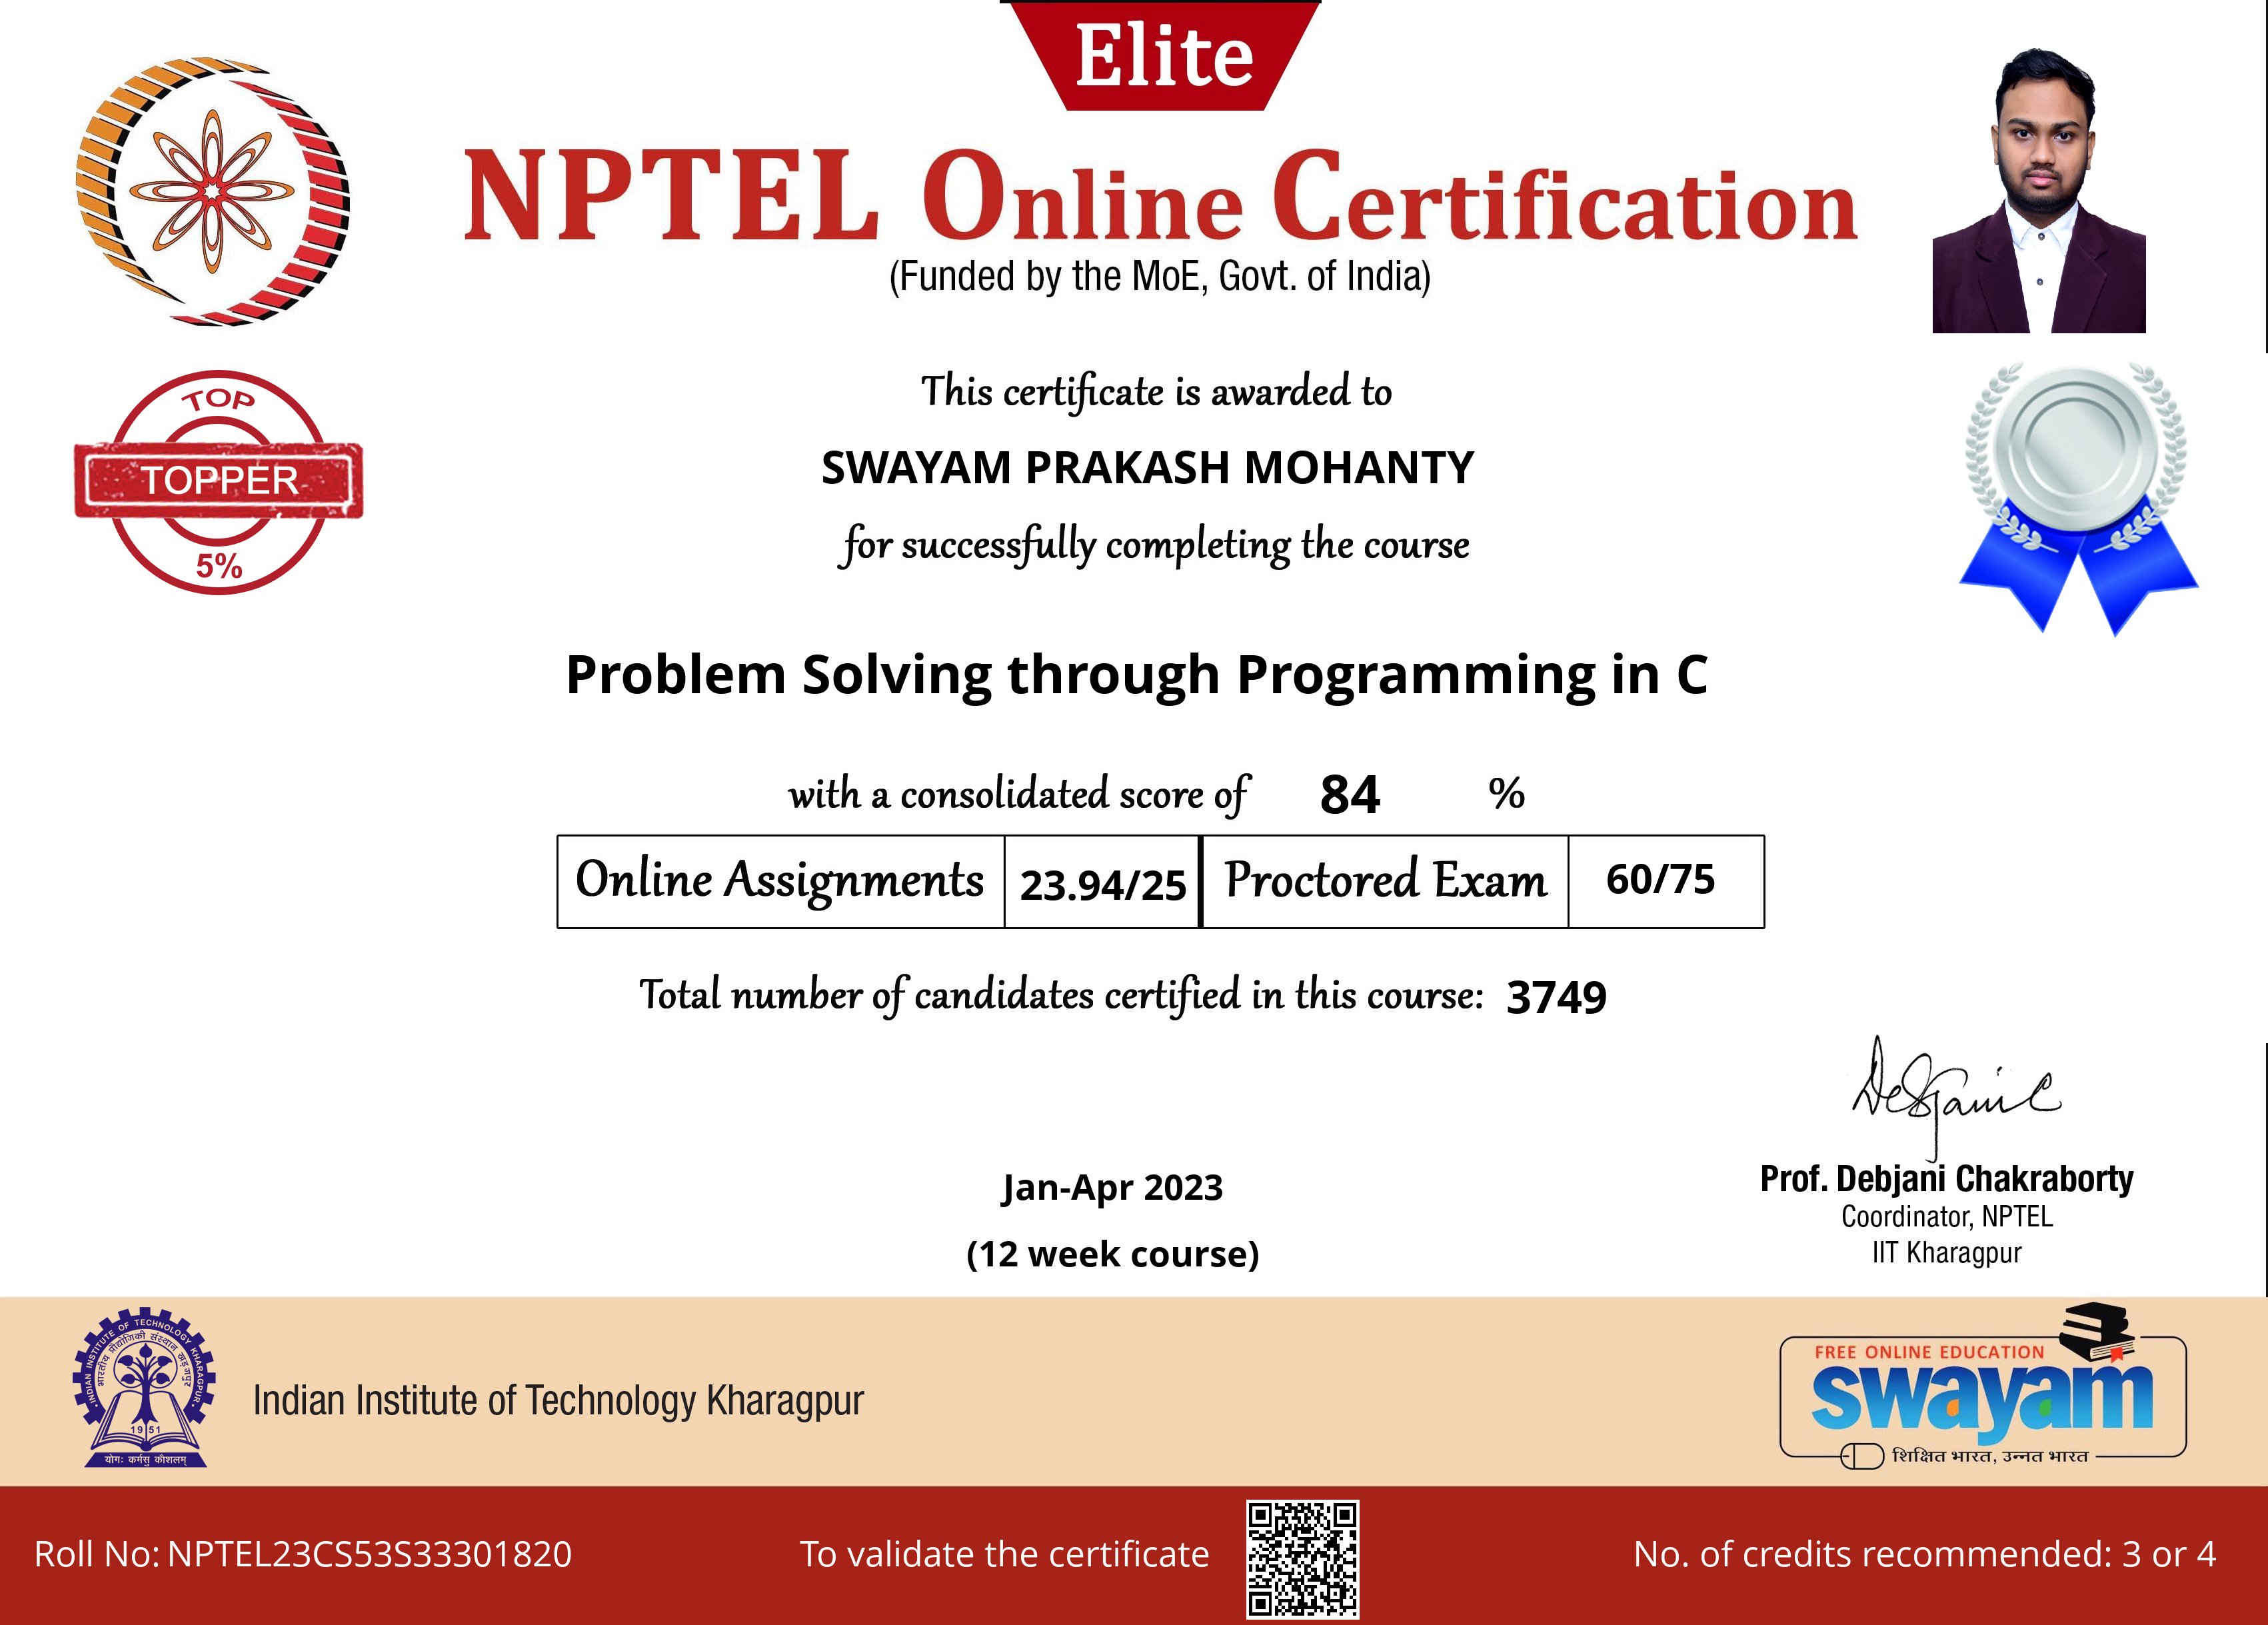 Elite
NPTEL Online Certification
(Funded by the MoE, Govt. of India)
TOP
TOPPER
5%
This certificate is awarded to
SWAYAM PRAKASH MOHANTY
for successfully completing the course
Problem Solving through Programming in C
with a consolidated score of 84 %
Online Assignments 23.94/25 Proctored Exam 60/75
Total number of candidates certified in this course: 3749
Jan-Apr 2023
(12 week course)
Prof. Debjani Chakraborty
Coordinator, NPTEL
IIT Kharagpur
INDIAN INSTITUTE OF TECHNOLOGY KHARAGPUR
भारतीय प्रौद्योगिकी संस्थान खड़गपुर
1951
योगः कर्मसु कौशलम्
Indian Institute of Technology Kharagpur
FREE ONLINE EDUCATION
swayam
शिक्षित भारत, उन्नत भारत
Roll No: NPTEL23CS53S33301820
To validate the certificate
No. of credits recommended: 3 or 4